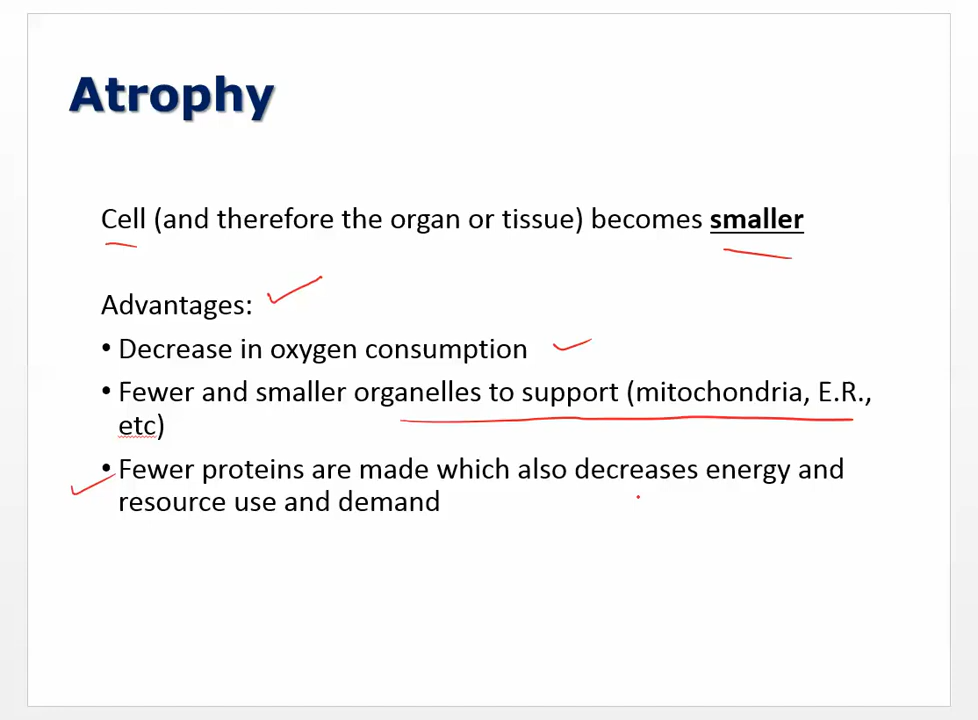 Atrophy
Cell (and therefore the organ or tissue) becomes smaller
Advantages:
• Decrease in oxygen consumption
• Fewer and smaller organelles to support (mitochondria, E.R.,
etc)
• Fewer proteins are made which also decreases energy and
resource use and demand